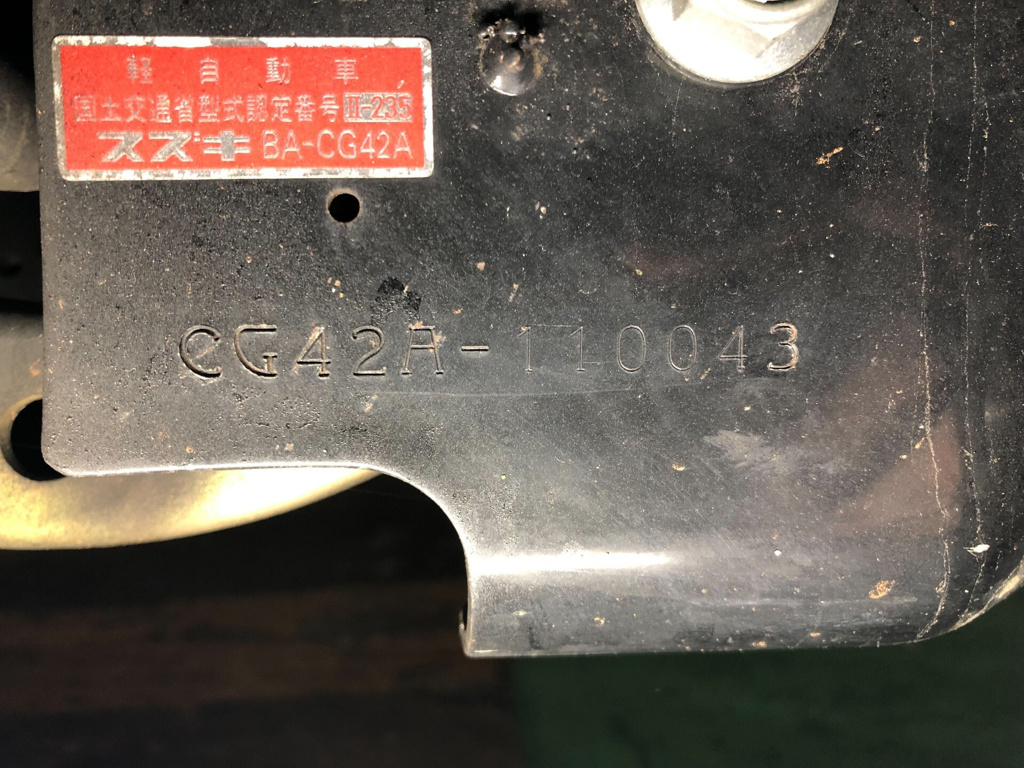 軽自動車
国土交通省型式認定番号 II-235
スズキ BA-CG42A
CG42A-110043